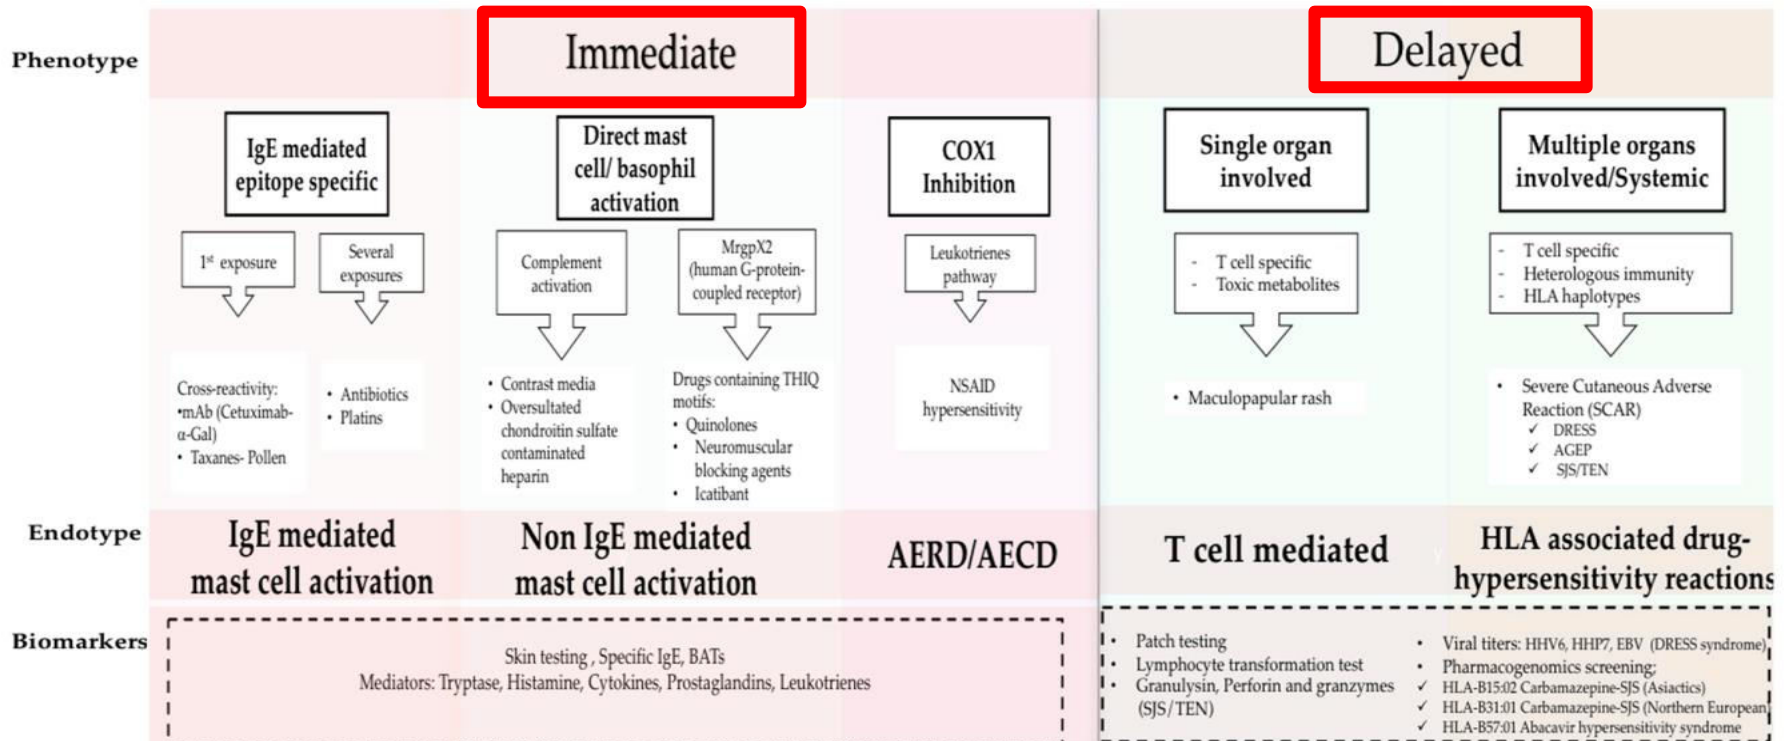 Phenotype
Immediate
Delayed
IgE mediated
epitope specific
Direct mast
cell/ basophil
activation
COX1
Inhibition
Single organ
involved
Multiple organs
involved/Systemic
1st exposure
Several
exposures
Complement
activation
MrgpX2
(human G-protein-
coupled receptor)
Leukotrienes
pathway
- T cell specific
- Toxic metabolites
- T cell specific
- Heterologous immunity
- HLA haplotypes
Cross-reactivity:
•mAb (Cetuximab-
α-Gal)
• Taxanes- Pollen
• Antibiotics
• Platins
• Contrast media
• Oversultated
chondroitin sulfate
contaminated
heparin
Drugs containing THIQ
motifs:
• Quinolones
• Neuromuscular
blocking agents
• Icatibant
NSAID
hypersensitivity
• Maculopapular rash
• Severe Cutaneous Adverse
Reaction (SCAR)
✓ DRESS
✓ AGEP
✓ SJS/TEN
Endotype
IgE mediated
mast cell activation
Non IgE mediated
mast cell activation
AERD/AECD
T cell mediated
HLA associated drug-
hypersensitivity reactions
Biomarkers
Skin testing , Specific IgE, BATs
Mediators: Tryptase, Histamine, Cytokines, Prostaglandins, Leukotrienes
• Patch testing
• Lymphocyte transformation test
• Granulysin, Perforin and granzymes
(SJS/TEN)
• Viral titers: HHV6, HHP7, EBV (DRESS syndrome)
• Pharmacogenomics screening;
✓ HLA-B15:02 Carbamazepine-SJS (Asiactics)
✓ HLA-B31:01 Carbamazepine-SJS (Northern European)
✓ HLA-B57:01 Abacavir hypersensitivity syndrome